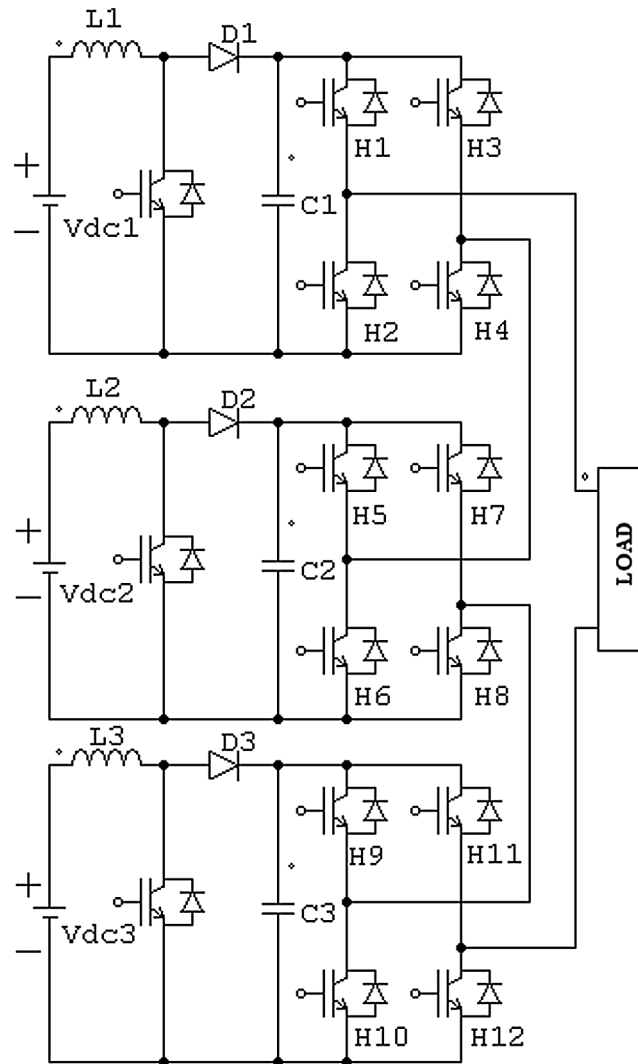 L1
D1
H1
H3
+
−
Vdc1
C1
H2
H4
L2
D2
H5
H7
+
−
Vdc2
C2
H6
H8
LOAD
L3
D3
H9
H11
+
−
Vdc3
C3
H10
H12